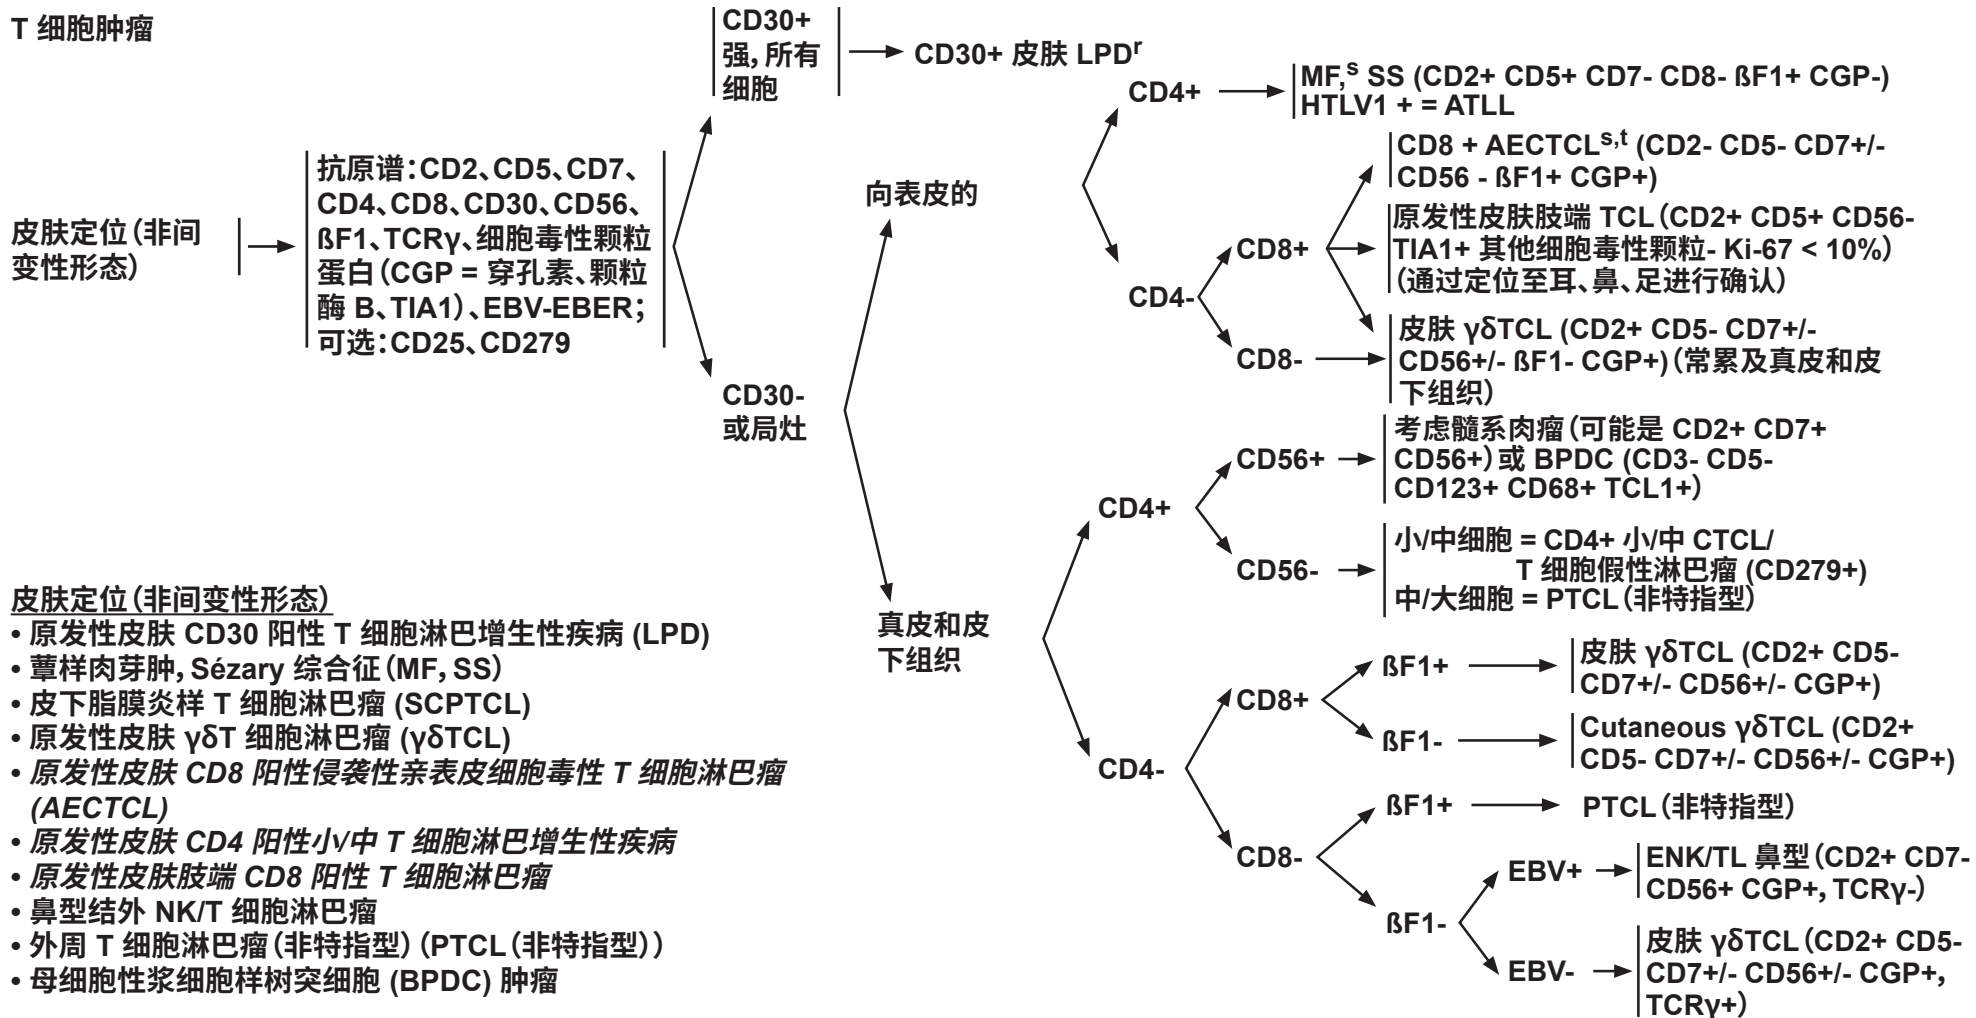 T 细胞肿瘤
皮肤定位（非间
变性形态）
抗原谱：CD2、CD5、CD7、
CD4、CD8、CD30、CD56、
ßF1、TCRγ、细胞毒性颗粒
蛋白（CGP = 穿孔素、颗粒
酶 B、TIA1）、EBV-EBER；
可选：CD25、CD279
CD30+
强，所有
细胞
CD30+ 皮肤 LPDʳ
CD30-
或局灶
向表皮的
CD4+
MF,ˢ SS (CD2+ CD5+ CD7- CD8- ßF1+ CGP-)
HTLV1 + = ATLL
CD4-
CD8+
CD8 + AECTCLˢ,ᵗ (CD2- CD5- CD7+/-
CD56 - ßF1+ CGP+)
原发性皮肤肢端 TCL（CD2+ CD5+ CD56-
TIA1+ 其他细胞毒性颗粒- Ki-67 < 10%）
（通过定位至耳、鼻、足进行确认）
CD8-
皮肤 γδTCL (CD2+ CD5- CD7+/-
CD56+/- ßF1- CGP+)（常累及真皮和皮
下组织）
真皮和皮
下组织
CD4+
CD56+
考虑髓系肉瘤（可能是 CD2+ CD7+
CD56+）或 BPDC (CD3- CD5-
CD123+ CD68+ TCL1+）
CD56-
小/中细胞 = CD4+ 小/中 CTCL/
T 细胞假性淋巴瘤 (CD279+)
中/大细胞 = PTCL（非特指型）
CD4-
CD8+
ßF1+
皮肤 γδTCL (CD2+ CD5-
CD7+/- CD56+/- CGP+)
ßF1-
Cutaneous γδTCL (CD2+
CD5- CD7+/- CD56+/- CGP+)
CD8-
ßF1+
PTCL（非特指型）
ßF1-
EBV+
ENK/TL 鼻型（CD2+ CD7-
CD56+ CGP+，TCRγ-）
EBV-
皮肤 γδTCL（CD2+ CD5-
CD7+/- CD56+/- CGP+，
TCRγ+）
皮肤定位（非间变性形态）
• 原发性皮肤 CD30 阳性 T 细胞淋巴增生性疾病 (LPD)
• 蕈样肉芽肿，Sézary 综合征（MF，SS）
• 皮下脂膜炎样 T 细胞淋巴瘤 (SCPTCL)
• 原发性皮肤 γδT 细胞淋巴瘤 (γδTCL)
• 原发性皮肤 CD8 阳性侵袭性亲表皮细胞毒性 T 细胞淋巴瘤
(AECTCL)
• 原发性皮肤 CD4 阳性小/中 T 细胞淋巴增生性疾病
• 原发性皮肤肢端 CD8 阳性 T 细胞淋巴瘤
• 鼻型结外 NK/T 细胞淋巴瘤
• 外周 T 细胞淋巴瘤（非特指型）（PTCL（非特指型））
• 母细胞性浆细胞样树突细胞 (BPDC) 肿瘤